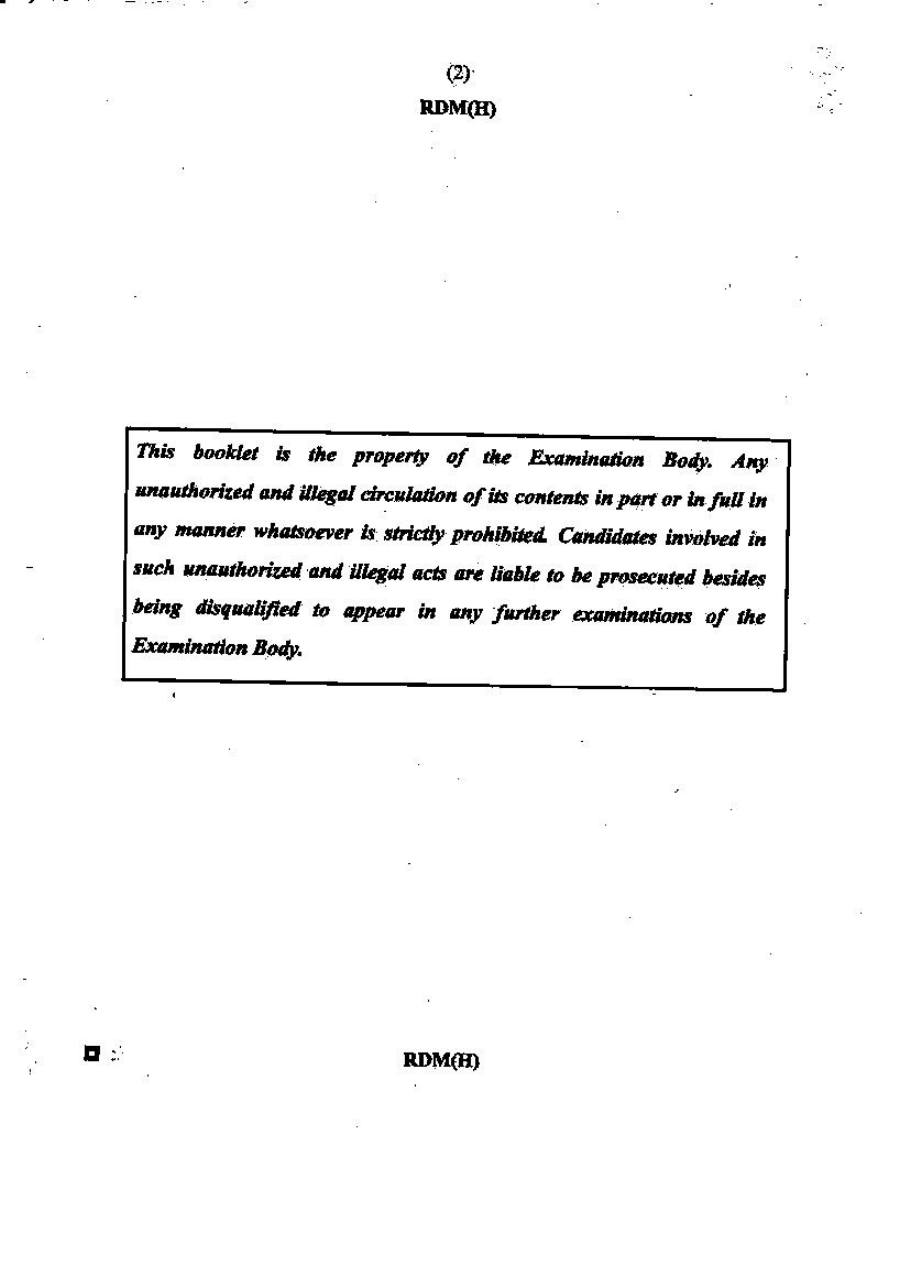 (2)
RDM(H)
This booklet is the property of the Examination Body. Any
unauthorized and illegal circulation of its contents in part or in full in
any manner whatsoever is strictly prohibited. Candidates involved in
such unauthorized and illegal acts are liable to be prosecuted besides
being disqualified to appear in any further examinations of the
Examination Body.
RDM(H)